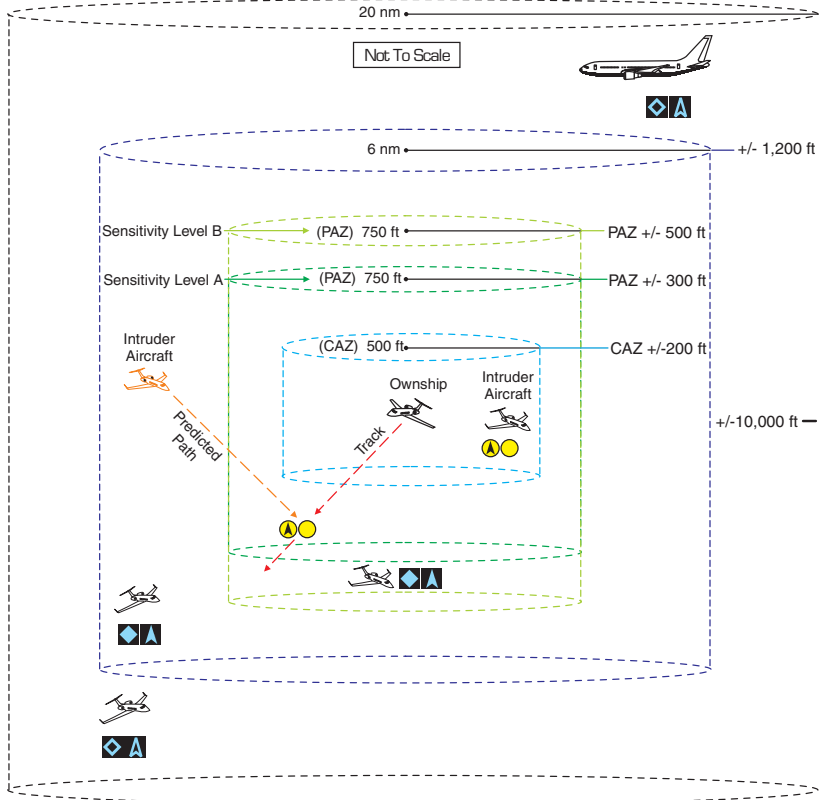 20 nm
Not To Scale
6 nm
+/- 1,200 ft
Sensitivity Level B
(PAZ) 750 ft
PAZ +/- 500 ft
Sensitivity Level A
(PAZ) 750 ft
PAZ +/- 300 ft
(CAZ) 500 ft
CAZ +/-200 ft
Intruder
Aircraft
Ownship
Intruder
Aircraft
Predicted
Path
Track
+/-10,000 ft